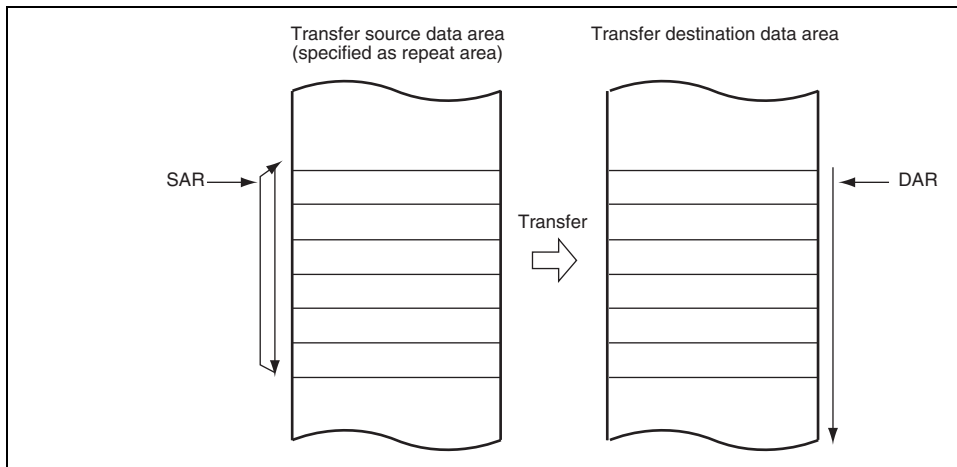 Transfer source data area
(specified as repeat area)
Transfer destination data area
SAR
Transfer
DAR